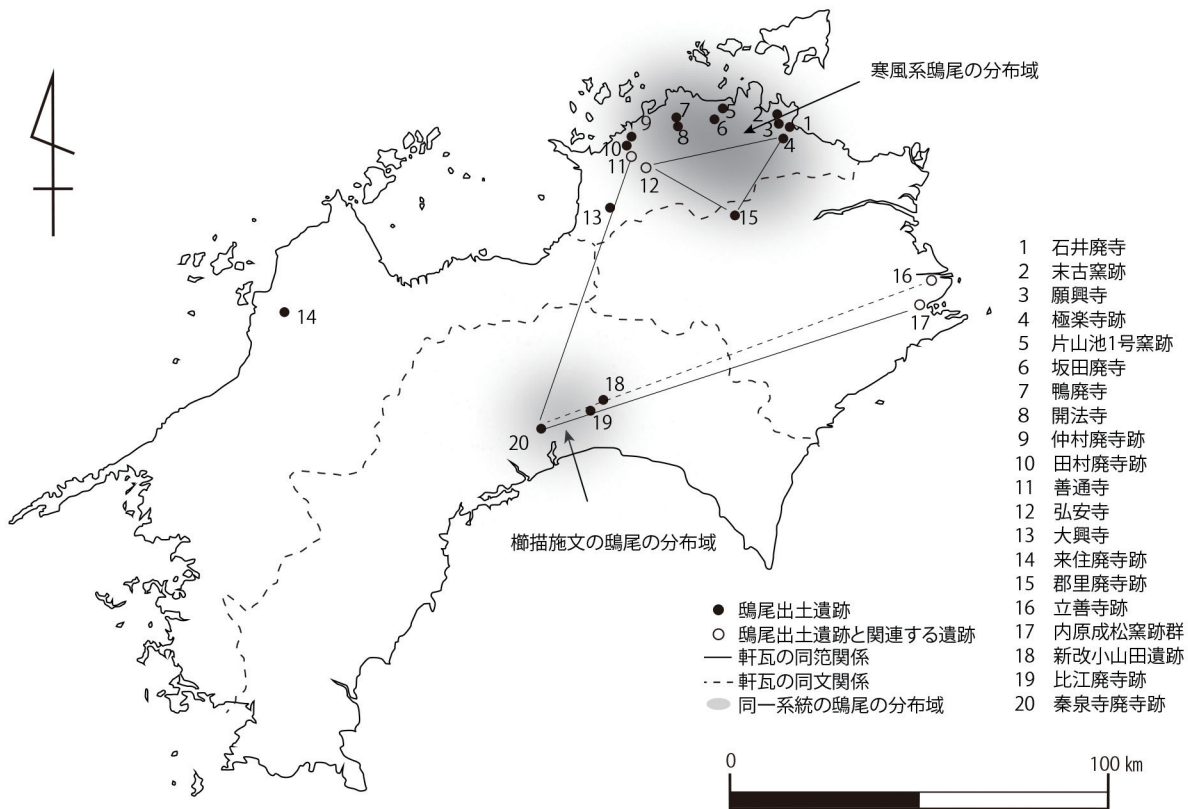 寒風系鴟尾の分布域
5
7
2
6
1
9
3
8
4
10
11
12
13
15
16
14
17
18
19
20
櫛描施文の鴟尾の分布域
1 石井廃寺
2 末古窯跡
3 願興寺
4 極楽寺跡
5 片山池1号窯跡
6 坂田廃寺
7 鴨廃寺
8 開法寺
9 仲村廃寺跡
10 田村廃寺跡
11 善通寺
12 弘安寺
13 大興寺
14 来住廃寺跡
15 郡里廃寺跡
16 立善寺跡
17 内原成松窯跡群
18 新改小山田遺跡
19 比江廃寺跡
20 秦泉寺廃寺跡
鴟尾出土遺跡
鴟尾出土遺跡と関連する遺跡
軒瓦の同笵関係
軒瓦の同文関係
同一系統の鴟尾の分布域
0 100 km